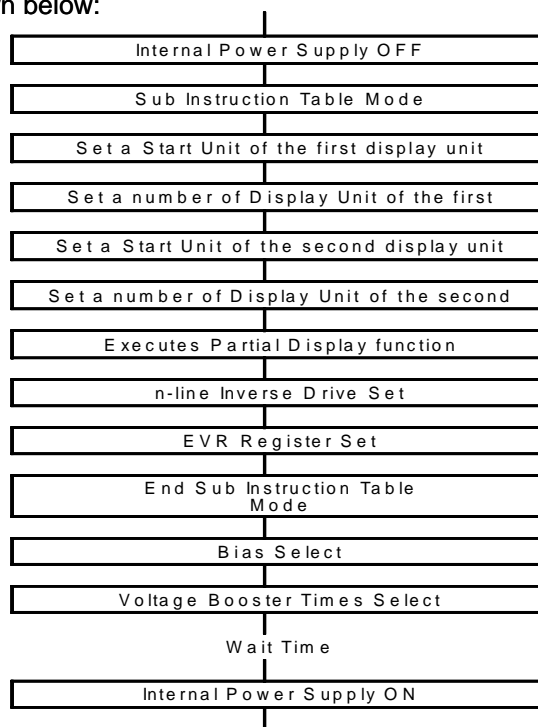 n below:
Internal Power Supply OFF
Sub Instruction Table Mode
Set a Start Unit of the first display unit
Set a number of Display Unit of the first
Set a Start Unit of the second display unit
Set a number of Display Unit of the second
Executes Partial Display function
n-line Inverse Drive Set
EVR Register Set
End Sub Instruction Table
Mode
Bias Select
Voltage Booster Times Select
Wait Time
Internal Power Supply ON